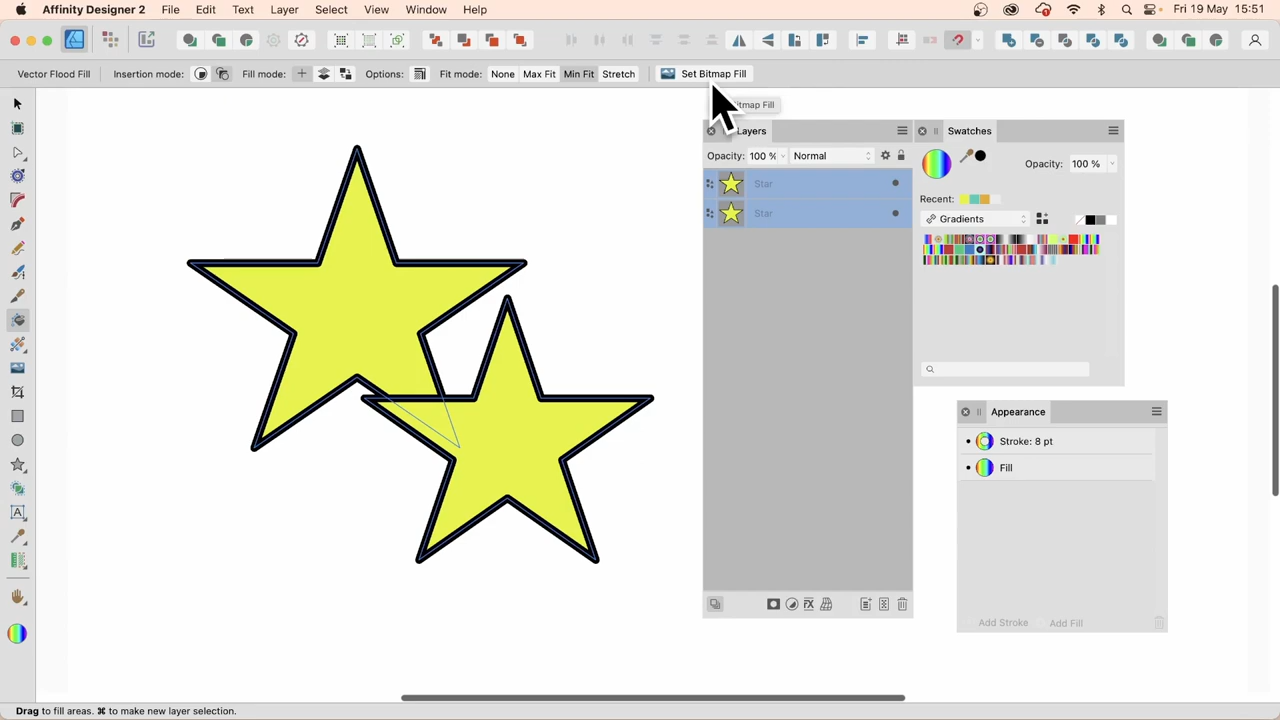 Affinity Designer 2 File Edit Text Layer Select View Window Help Fri 19 May 15:51
Vector Flood Fill Insertion mode: Fill mode: Options: Fit mode: None Max Fit Min Fit Stretch Set Bitmap Fill
itmap Fill
Layers
Opacity: 100 % Normal
Star
Star
Swatches
Opacity: 100 %
Recent:
Gradients
Appearance
Stroke: 8 pt
Fill
Add Stroke Add Fill
FX
Drag to fill areas. ⌘ to make new layer selection.